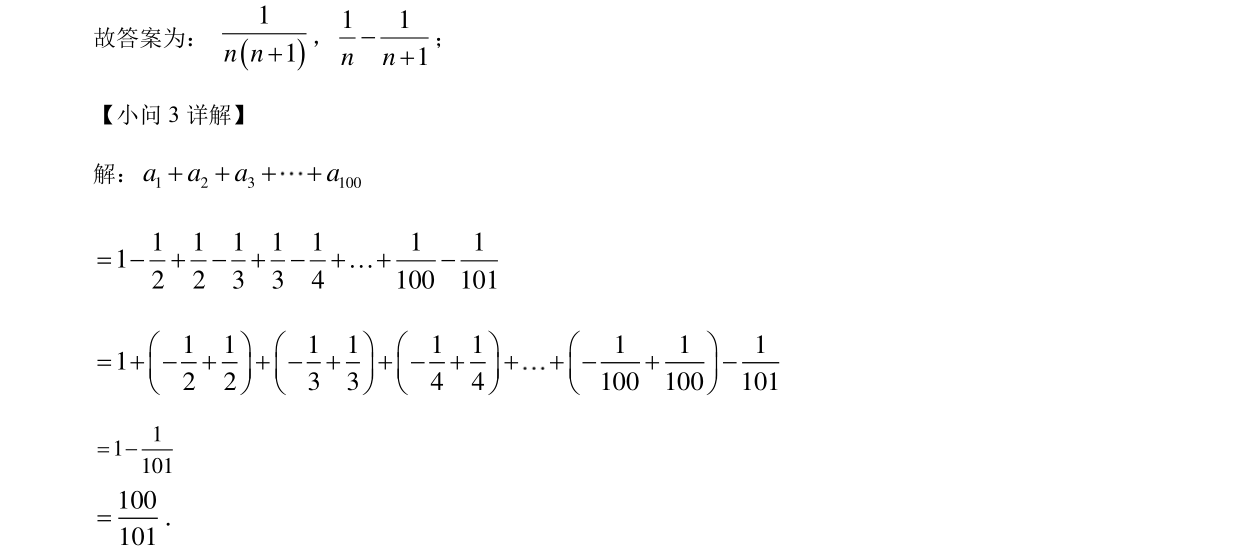 故答案为： $\frac{1}{n(n+1)}$，$\frac{1}{n}-\frac{1}{n+1}$；
【小问 3 详解】
解：$a_1+a_2+a_3+\cdots+a_{100}$
$=1-\frac{1}{2}+\frac{1}{2}-\frac{1}{3}+\frac{1}{3}-\frac{1}{4}+\ldots+\frac{1}{100}-\frac{1}{101}$
$=1+\left(-\frac{1}{2}+\frac{1}{2}\right)+\left(-\frac{1}{3}+\frac{1}{3}\right)+\left(-\frac{1}{4}+\frac{1}{4}\right)+\ldots+\left(-\frac{1}{100}+\frac{1}{100}\right)-\frac{1}{101}$
$=1-\frac{1}{101}$
$=\frac{100}{101}$．